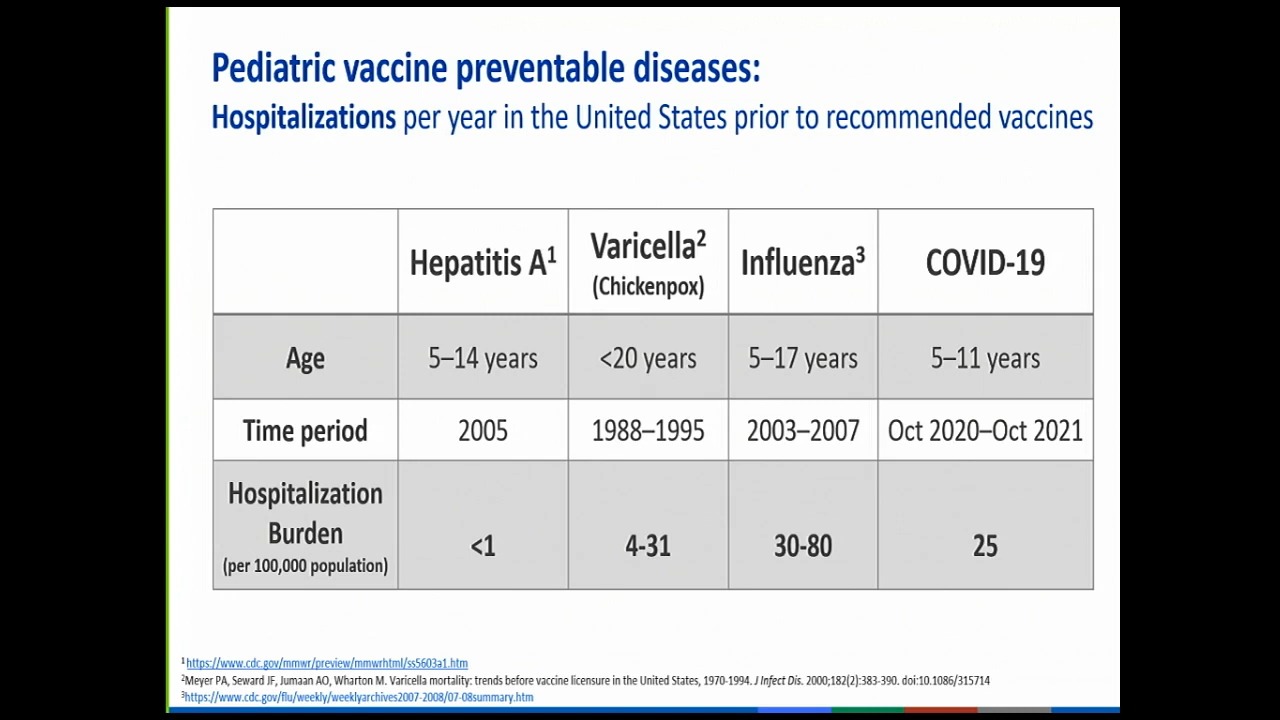 Pediatric vaccine preventable diseases:
Hospitalizations per year in the United States prior to recommended vaccines
Hepatitis A¹ Varicella² (Chickenpox) Influenza³ COVID-19
Age 5–14 years <20 years 5–17 years 5–11 years
Time period 2005 1988–1995 2003–2007 Oct 2020–Oct 2021
Hospitalization
Burden
(per 100,000 population) <1 4-31 30-80 25
¹ https://www.cdc.gov/mmwr/preview/mmwrhtml/ss5603a1.htm
²Meyer PA, Seward JF, Jumaan AO, Wharton M. Varicella mortality: trends before vaccine licensure in the United States, 1970-1994. J Infect Dis. 2000;182(2):383-390. doi:10.1086/315714
³https://www.cdc.gov/flu/weekly/weeklyarchives2007-2008/07-08summary.htm